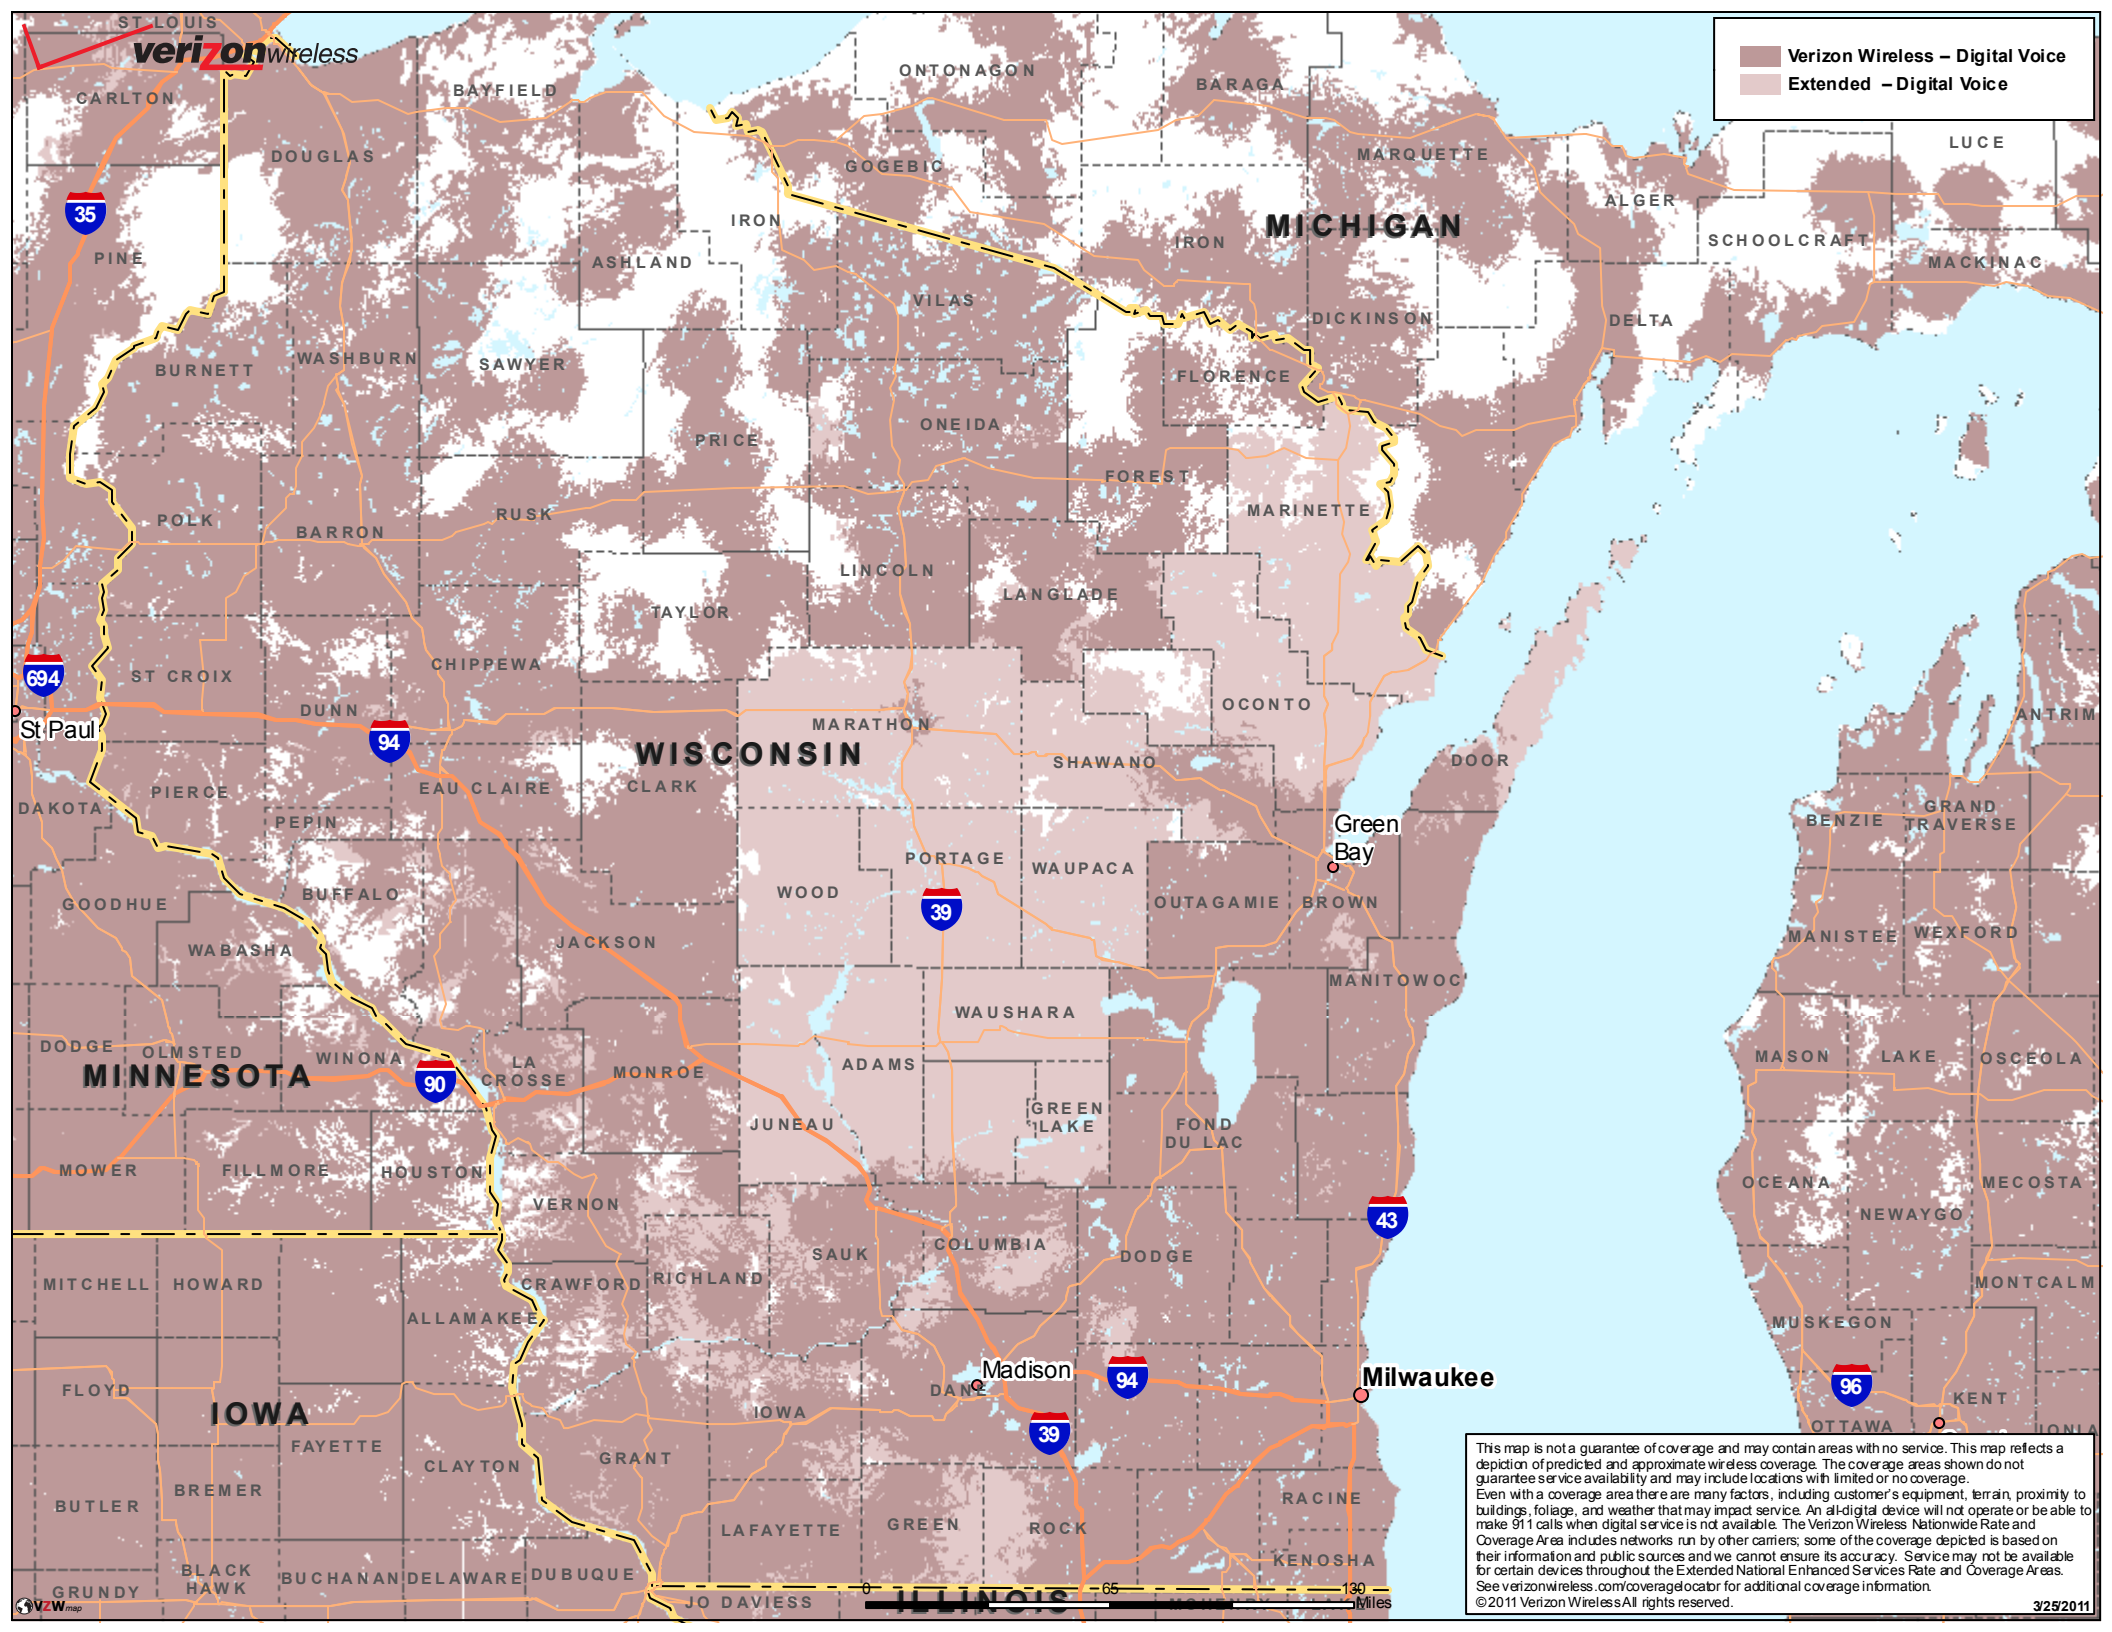 ST LOUIS
verizonwireless
Verizon Wireless – Digital Voice
Extended – Digital Voice
CARLTON
BAYFIELD
ONTONAGON
BARAGA
LUCE
DOUGLAS
GOGEBIC
MARQUETTE
35
IRON
MICHIGAN
ALGER
PINE
ASHLAND
IRON
SCHOOLCRAFT
MACKINAC
VILAS
DICKINSON
DELTA
BURNETT
WASHBURN
SAWYER
FLORENCE
PRICE
ONEIDA
FOREST
POLK
BARRON
RUSK
MARINETTE
LINCOLN
LANGLADE
TAYLOR
694
ST CROIX
CHIPPEWA
St Paul
DUNN
94
MARATHON
OCONTO
ANTRIM
WISCONSIN
SHAWANO
DOOR
DAKOTA
PIERCE
EAU CLAIRE
CLARK
PEPIN
Green
Bay
GRAND
TRAVERSE
BENZIE
GOODHUE
BUFFALO
WOOD
PORTAGE
WAUPACA
39
OUTAGAMIE
BROWN
WABASHA
JACKSON
MANISTEE
WEXFORD
MANITOWOC
WAUSHARA
DODGE
OLMSTED
WINONA
LA
CROSSE
MONROE
ADAMS
MASON
LAKE
OSCEOLA
MINNESOTA
90
JUNEAU
GREEN
LAKE
FOND
DU LAC
MOWER
FILLMORE
HOUSTON
VERNON
OCEANA
MECOSTA
NEWAYGO
43
SAUK
COLUMBIA
DODGE
MITCHELL
HOWARD
CRAWFORD
RICHLAND
MONTCALM
ALLAMAKEE
MUSKEGON
FLOYD
Madison
DANE
94
Milwaukee
96
KENT
IOWA
IOWA
39
OTTAWA
IONIA
FAYETTE
CLAYTON
GRANT
BUTLER
BREMER
RACINE
LAFAYETTE
GREEN
ROCK
KENOSHA
GRUNDY
BLACK
HAWK
BUCHANAN
DELAWARE
DUBUQUE
JO DAVIESS
ILLINOIS
MCHENRY
0
65
130
Miles
VZWmap
This map is not a guarantee of coverage and may contain areas with no service. This map reflects a
depiction of predicted and approximate wireless coverage. The coverage areas shown do not
guarantee service availability and may include locations with limited or no coverage.
Even with a coverage area there are many factors, including customer's equipment, terrain, proximity to
buildings, foliage, and weather that may impact service. An all-digital device will not operate or be able to
make 911 calls when digital service is not available. The Verizon Wireless Nationwide Rate and
Coverage Area includes networks run by other carriers; some of the coverage depicted is based on
their information and public sources and we cannot ensure its accuracy. Service may not be available
for certain devices throughout the Extended National Enhanced Services Rate and Coverage Areas.
See verizonwireless.com/coveragelocator for additional coverage information.
©2011 Verizon Wireless All rights reserved.
3/25/2011